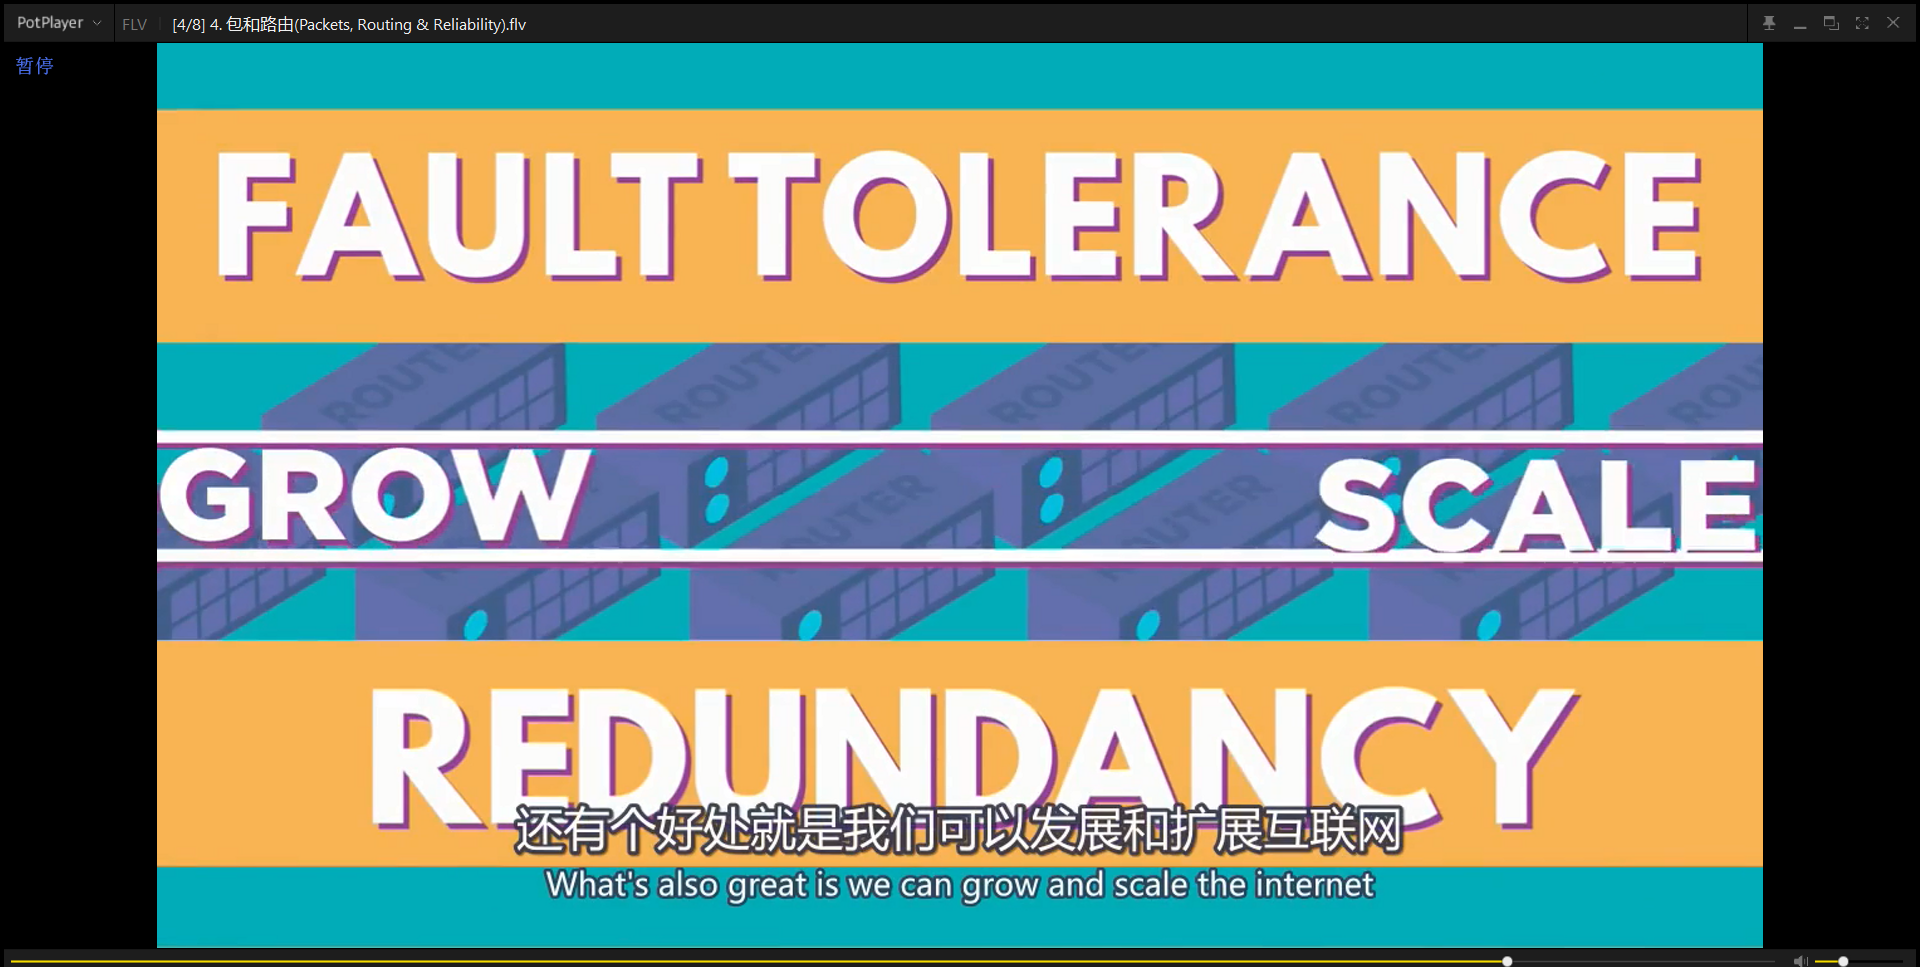 PotPlayer FLV [4/8] 4. 包和路由(Packets, Routing & Reliability).flv
暂停
FAULT TOLERANCE
ROUTER ROUTER ROUTER ROUTER
GROW SCALE
ROUTER ROUTER
REDUNDANCY
还有个好处就是我们可以发展和扩展互联网
What's also great is we can grow and scale the internet